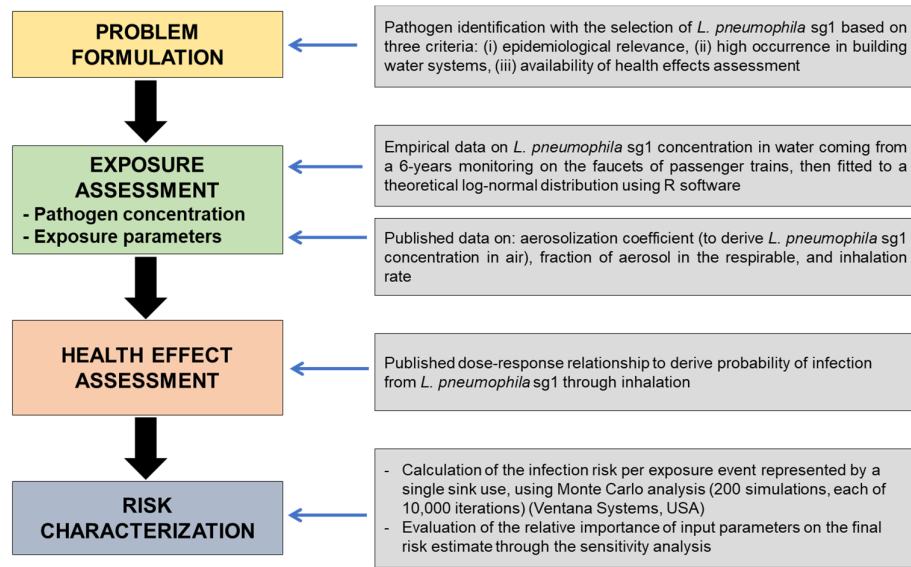 PROBLEM
FORMULATION
Pathogen identification with the selection of L. pneumophila sg1 based on
three criteria: (i) epidemiological relevance, (ii) high occurrence in building
water systems, (iii) availability of health effects assessment
EXPOSURE
ASSESSMENT
- Pathogen concentration
- Exposure parameters
Empirical data on L. pneumophila sg1 concentration in water coming from
a 6-years monitoring on the faucets of passenger trains, then fitted to a
theoretical log-normal distribution using R software
Published data on: aerosolization coefficient (to derive L. pneumophila sg1
concentration in air), fraction of aerosol in the respirable, and inhalation
rate
HEALTH EFFECT
ASSESSMENT
Published dose-response relationship to derive probability of infection
from L. pneumophila sg1 through inhalation
RISK
CHARACTERIZATION
- Calculation of the infection risk per exposure event represented by a
single sink use, using Monte Carlo analysis (200 simulations, each of
10,000 iterations) (Ventana Systems, USA)
- Evaluation of the relative importance of input parameters on the final
risk estimate through the sensitivity analysis